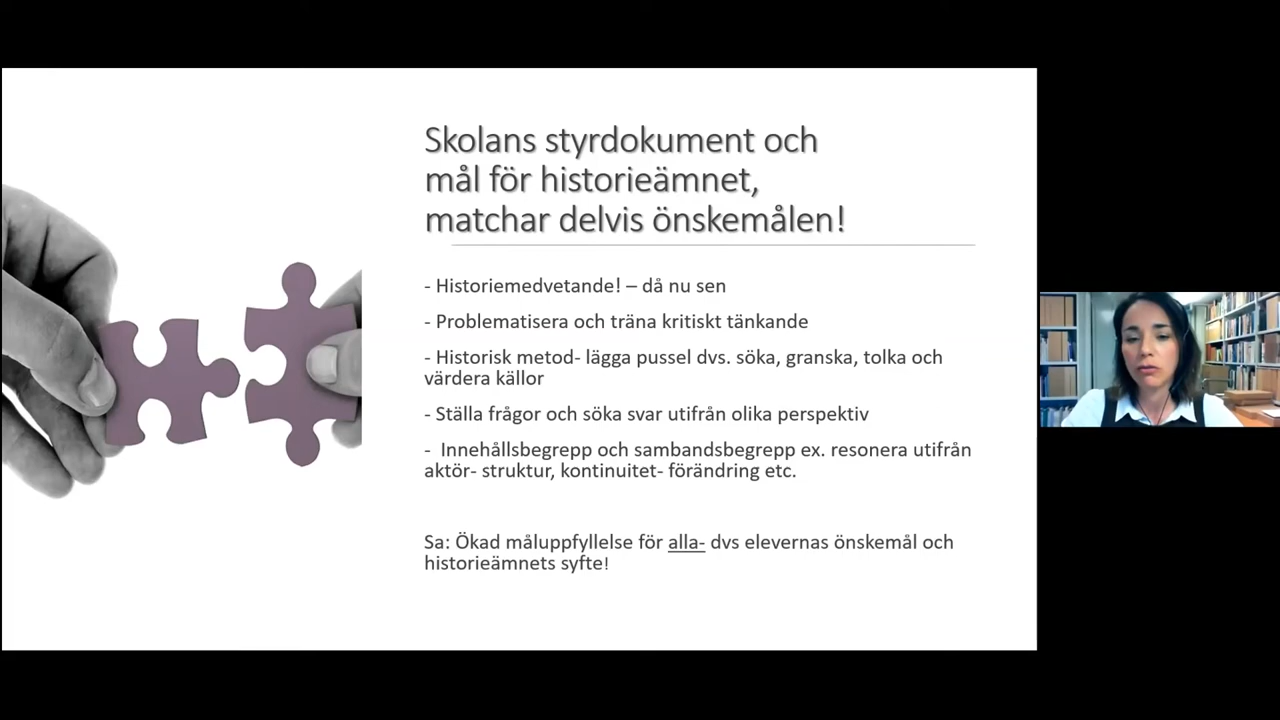 Skolans styrdokument och
mål för historieämnet,
matchar delvis önskemålen!
- Historiemedvetande! – då nu sen
- Problematisera och träna kritiskt tänkande
- Historisk metod- lägga pussel dvs. söka, granska, tolka och
värdera källor
- Ställa frågor och söka svar utifrån olika perspektiv
- Innehållsbegrepp och sambandsbegrepp ex. resonera utifrån
aktör- struktur, kontinuitet- förändring etc.
Sa: Ökad måluppfyllelse för alla- dvs elevernas önskemål och
historieämnets syfte!